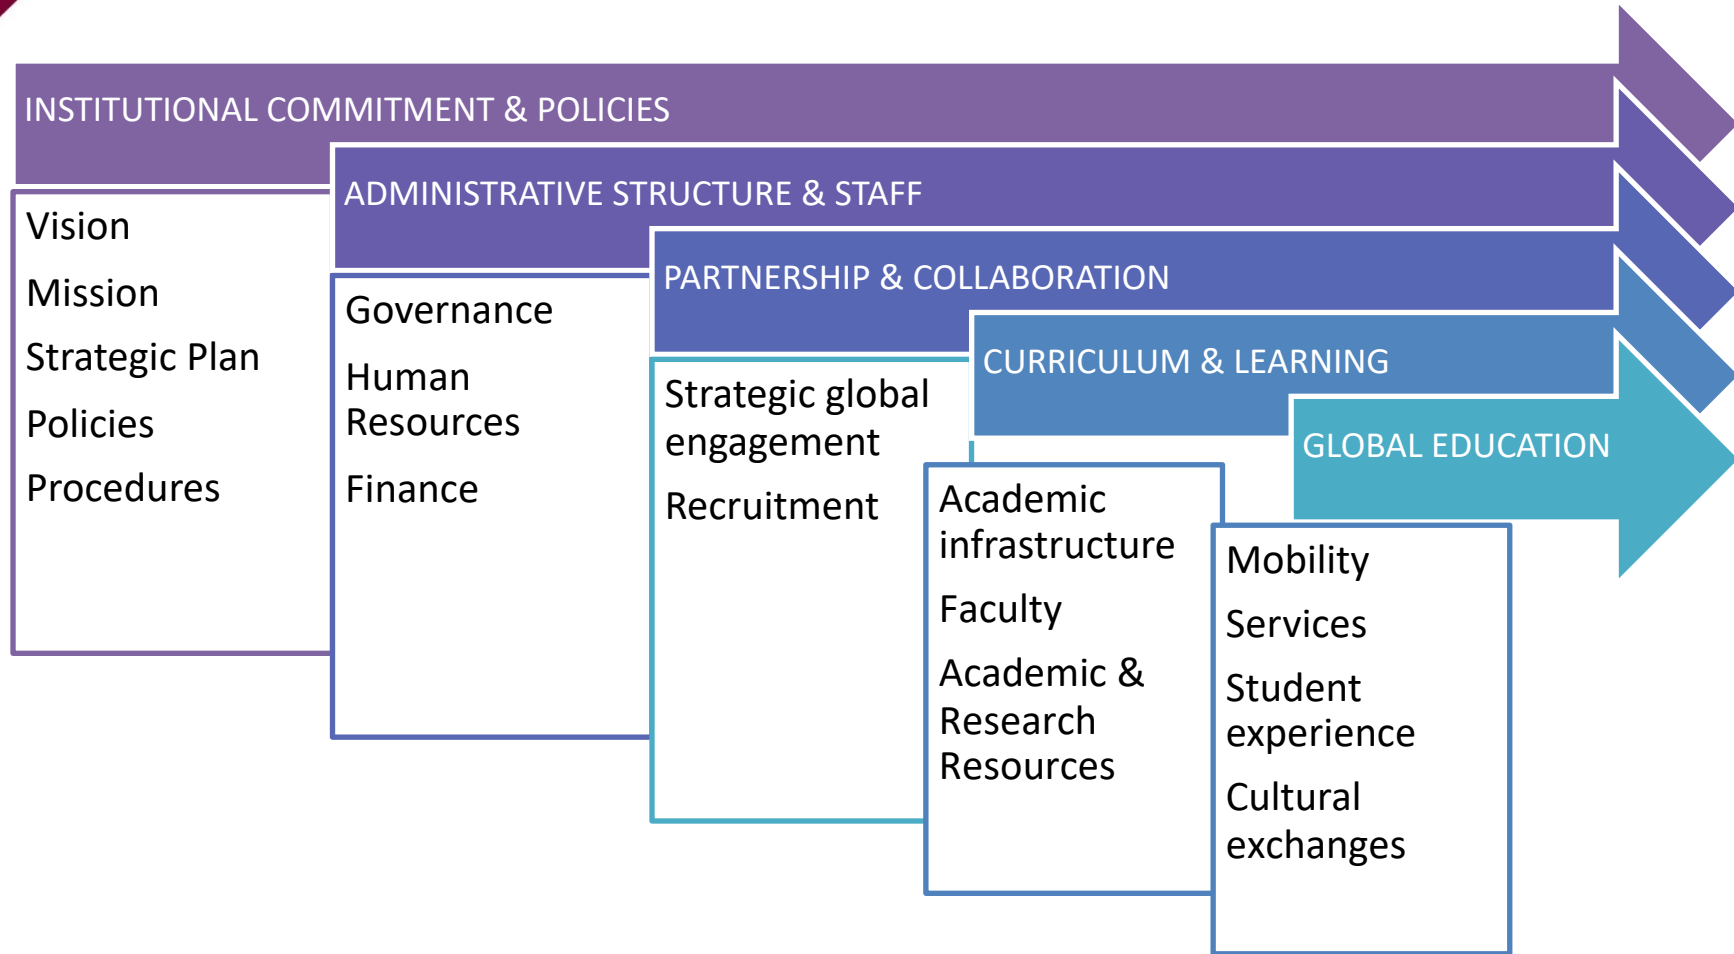 INSTITUTIONAL COMMITMENT & POLICIES
Vision
Mission
Strategic Plan
Policies
Procedures
ADMINISTRATIVE STRUCTURE & STAFF
Governance
Human
Resources
Finance
PARTNERSHIP & COLLABORATION
Strategic global
engagement
Recruitment
CURRICULUM & LEARNING
Academic
infrastructure
Faculty
Academic &
Research
Resources
GLOBAL EDUCATION
Mobility
Services
Student
experience
Cultural
exchanges